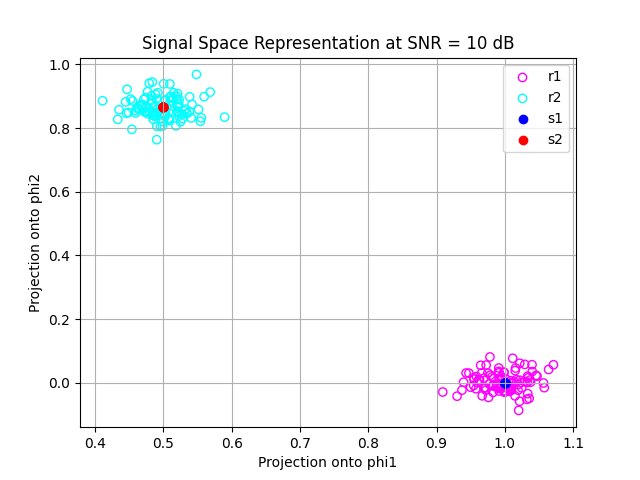 Signal Space Representation at SNR = 10 dB
r1
r2
s1
s2
Projection onto phi2
1.0
0.8
0.6
0.4
0.2
0.0
0.4 0.5 0.6 0.7 0.8 0.9 1.0 1.1
Projection onto phi1